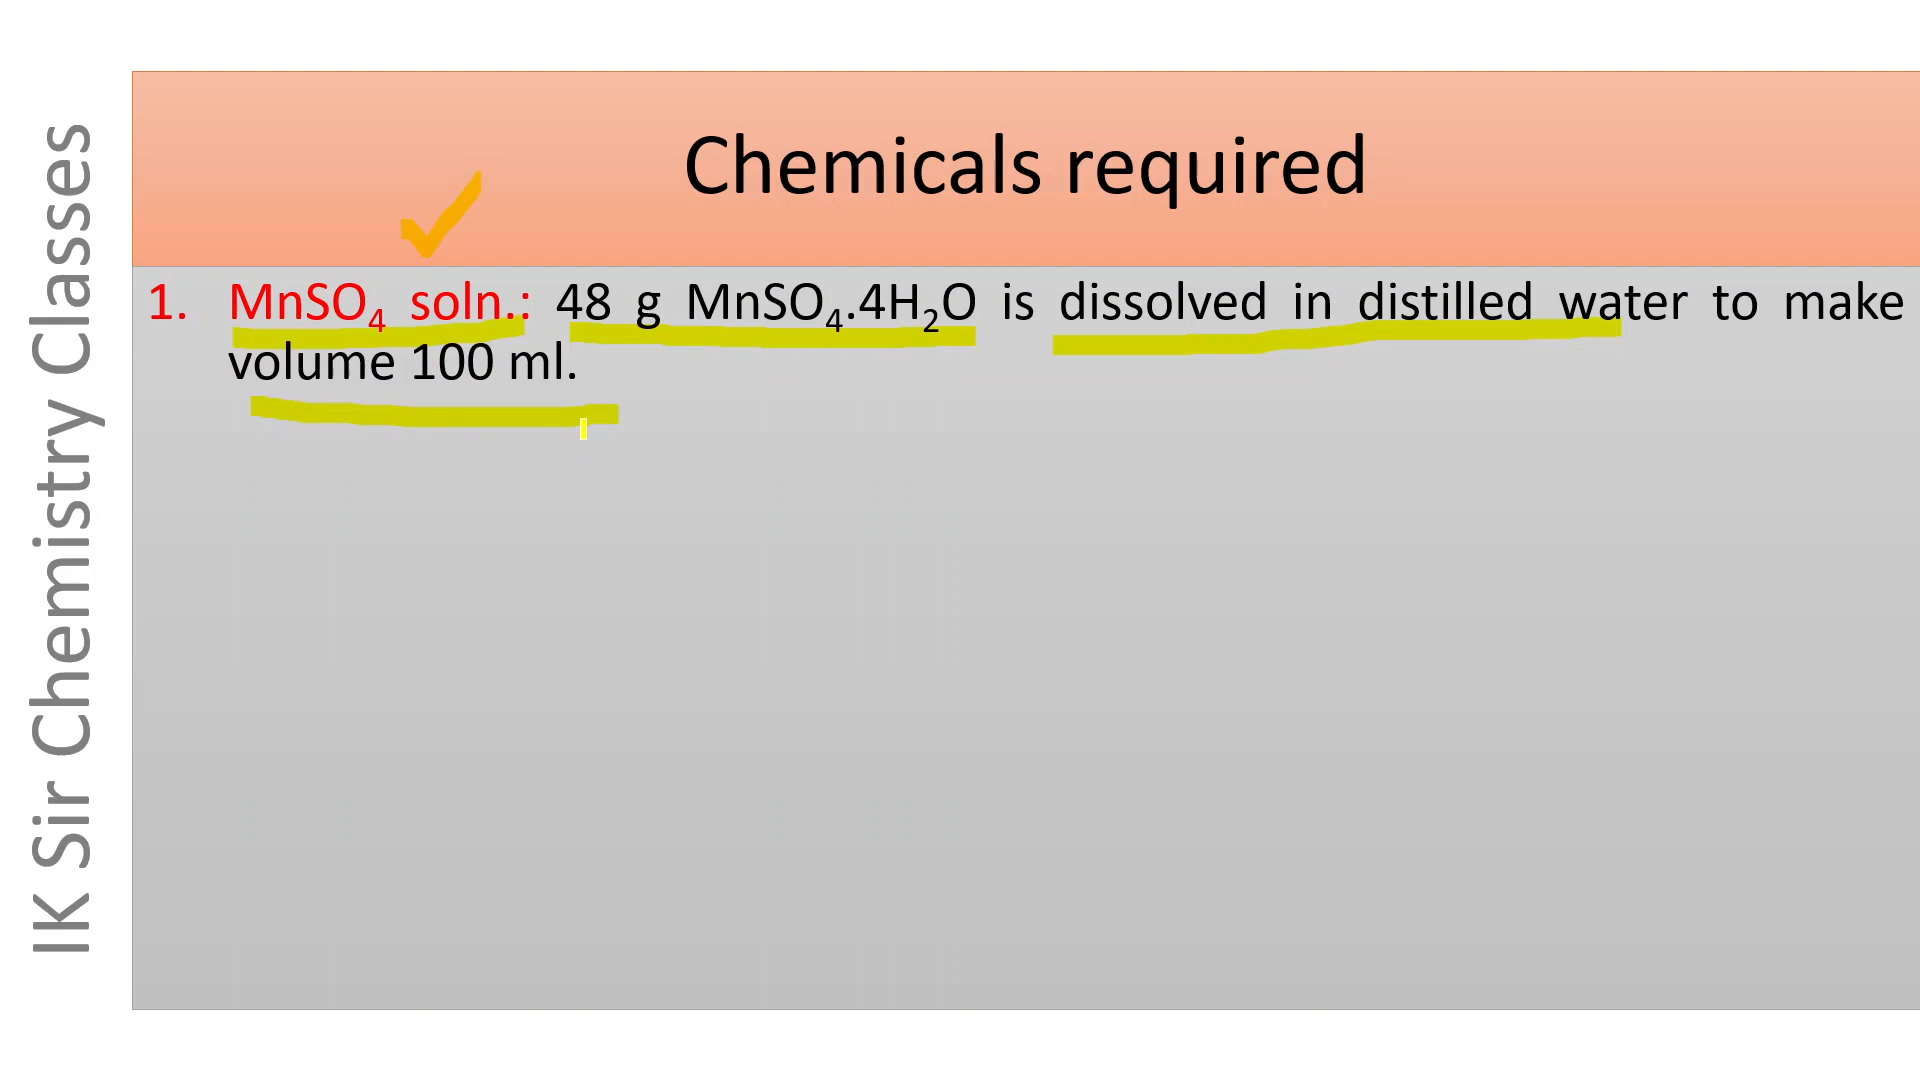 IK Sir Chemistry Classes
Chemicals required
1. MnSO₄ soln.: 48 g MnSO₄.4H₂O is dissolved in distilled water to make
volume 100 ml.